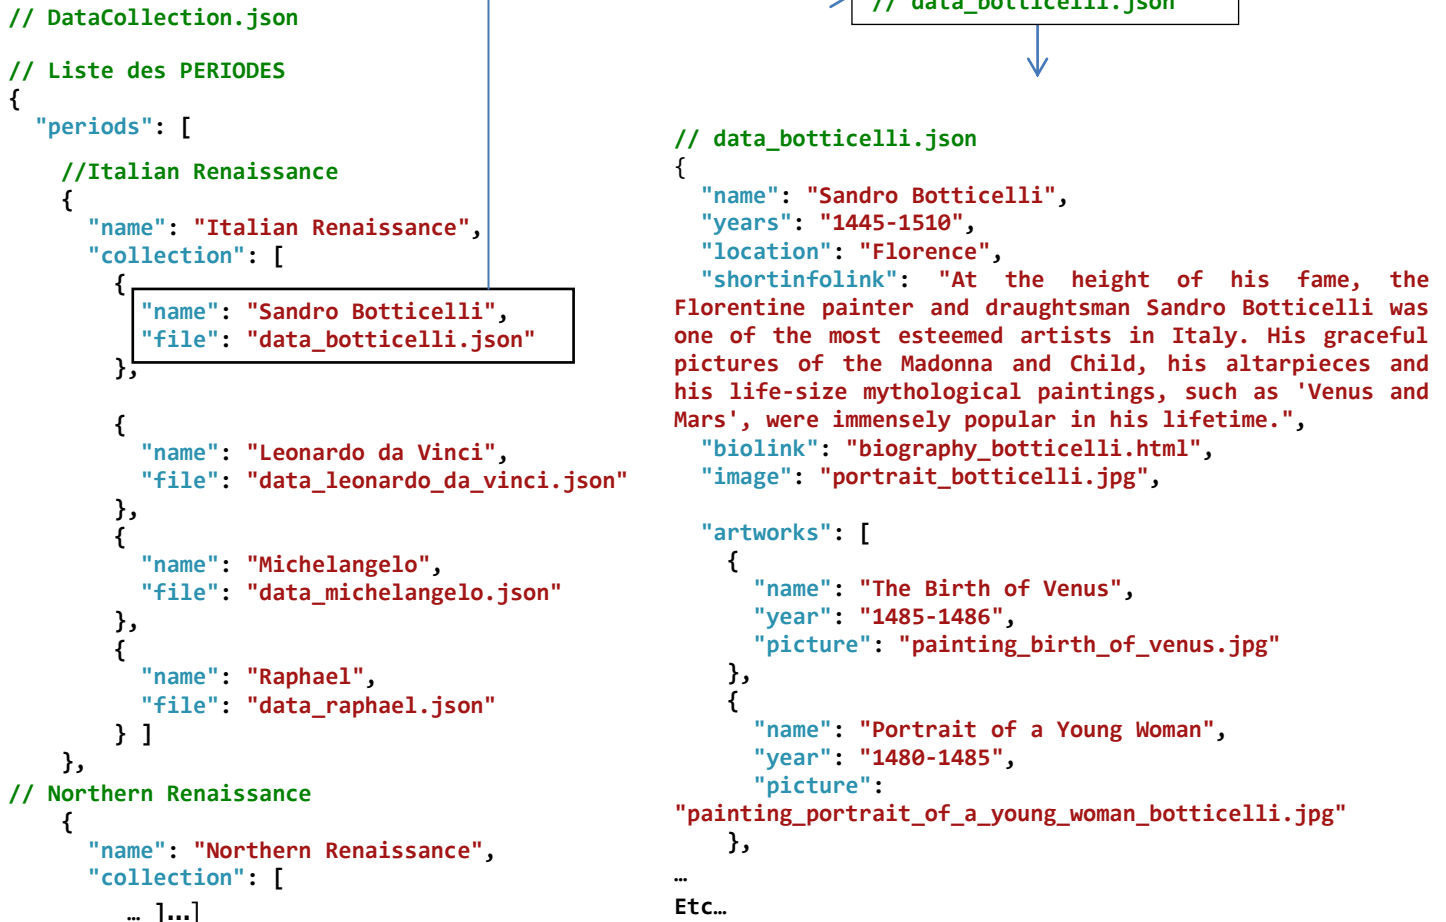 // DataCollection.json
// Liste des PERIODES
{
"periods": [
//Italian Renaissance
{
"name": "Italian Renaissance",
"collection": [
{
"name": "Sandro Botticelli",
"file": "data_botticelli.json"
},
{
"name": "Leonardo da Vinci",
"file": "data_leonardo_da_vinci.json"
},
{
"name": "Michelangelo",
"file": "data_michelangelo.json"
},
{
"name": "Raphael",
"file": "data_raphael.json"
} ]
},
// Northern Renaissance
{
"name": "Northern Renaissance",
"collection": [
… ]...]
// data_botticelli.json
// data_botticelli.json
{
"name": "Sandro Botticelli",
"years": "1445-1510",
"location": "Florence",
"shortinfolink": "At the height of his fame, the
Florentine painter and draughtsman Sandro Botticelli was
one of the most esteemed artists in Italy. His graceful
pictures of the Madonna and Child, his altarpieces and
his life-size mythological paintings, such as 'Venus and
Mars', were immensely popular in his lifetime.",
"biolink": "biography_botticelli.html",
"image": "portrait_botticelli.jpg",
"artworks": [
{
"name": "The Birth of Venus",
"year": "1485-1486",
"picture": "painting_birth_of_venus.jpg"
},
{
"name": "Portrait of a Young Woman",
"year": "1480-1485",
"picture":
"painting_portrait_of_a_young_woman_botticelli.jpg"
},
…
Etc…